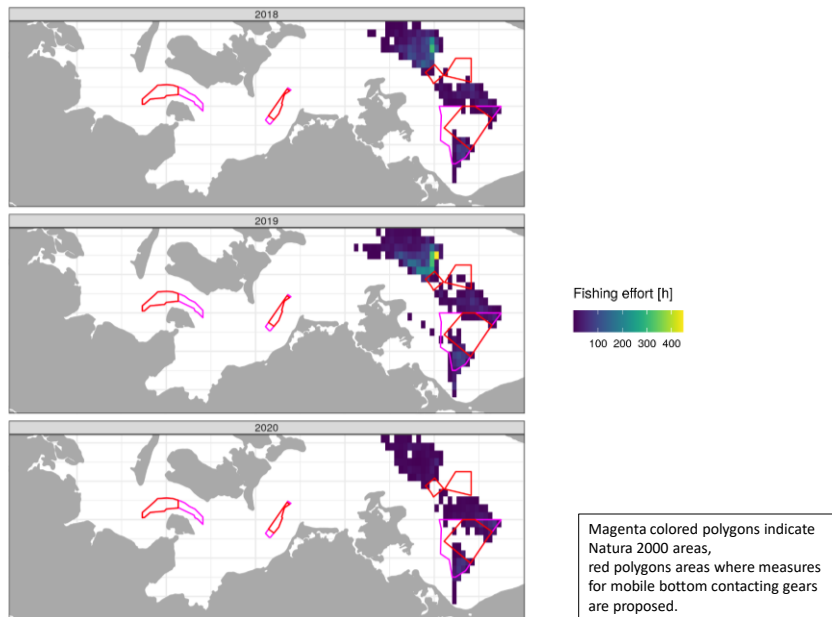 2018
2019
2020
Fishing effort [h]
100 200 300 400
Magenta colored polygons indicate
Natura 2000 areas,
red polygons areas where measures
for mobile bottom contacting gears
are proposed.